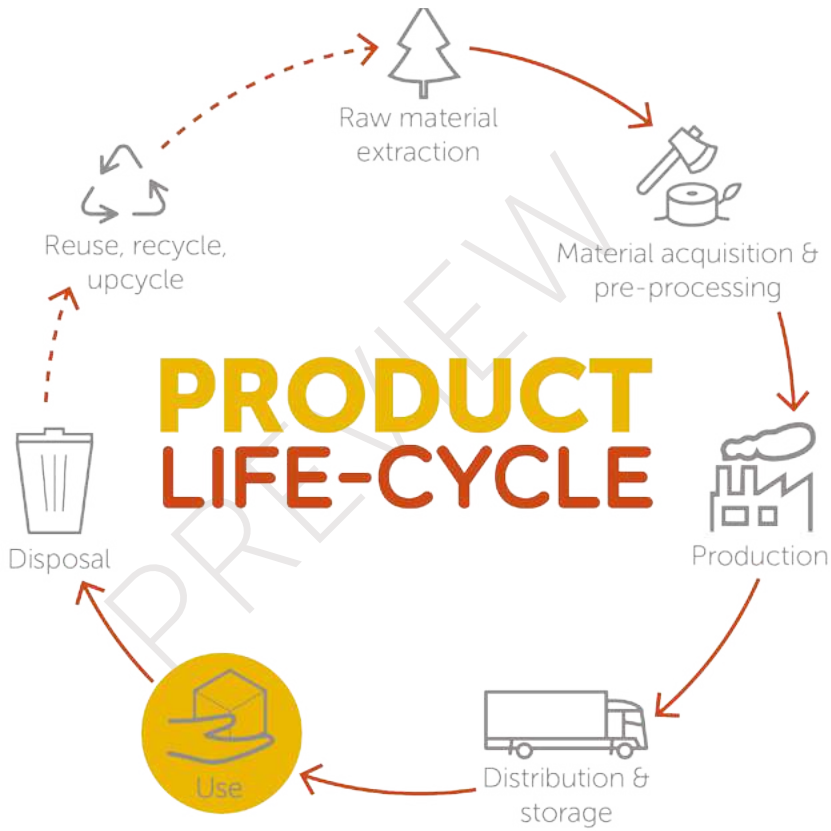 Raw material
extraction
Material acquisition &
pre-processing
Production
Distribution &
storage
Use
Disposal
Reuse, recycle,
upcycle
PRODUCT
LIFE-CYCLE
PREVIEW